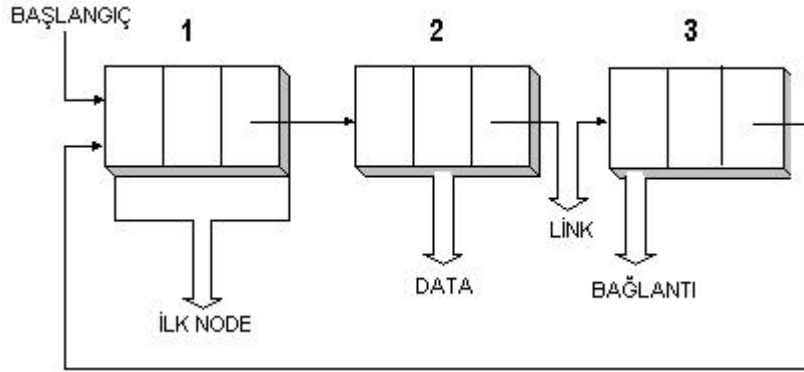 BAŞLANGIÇ
1
2
3
LİNK
DATA
BAĞLANTI
İLK NODE